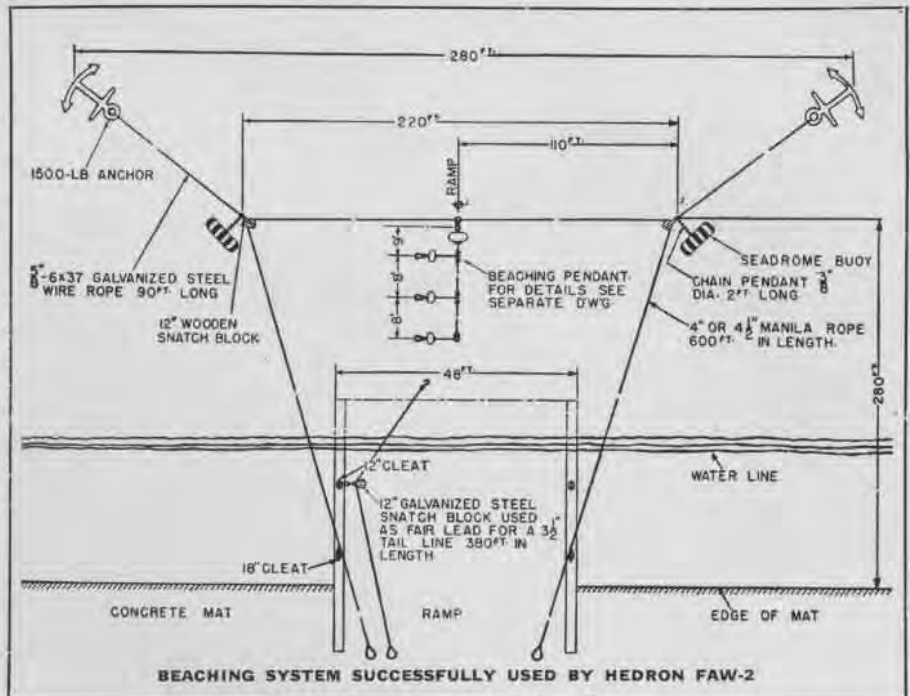 280 FT.
220 FT.
110 FT.
1500-LB ANCHOR
RAMP
5/8"-6×37 GALVANIZED STEEL
WIRE ROPE 90 FT. LONG
12" WOODEN
SNATCH BLOCK
9'
8'
8'
BEACHING PENDANT.
FOR DETAILS SEE
SEPARATE D'W'G.
SEADROME BUOY
CHAIN PENDANT 3/8"
DIA. 2 FT. LONG
4" OR 4 1/2" MANILA ROPE
600 FT. IN LENGTH.
280 FT.
48 FT.
12" CLEAT
WATER LINE
12" GALVANIZED STEEL
SNATCH BLOCK USED
AS FAIR LEAD FOR A 3 1/2"
TAIL LINE 380 FT. IN
LENGTH
18" CLEAT
CONCRETE MAT
RAMP
EDGE OF MAT
BEACHING SYSTEM SUCCESSFULLY USED BY HEDRON FAW-2